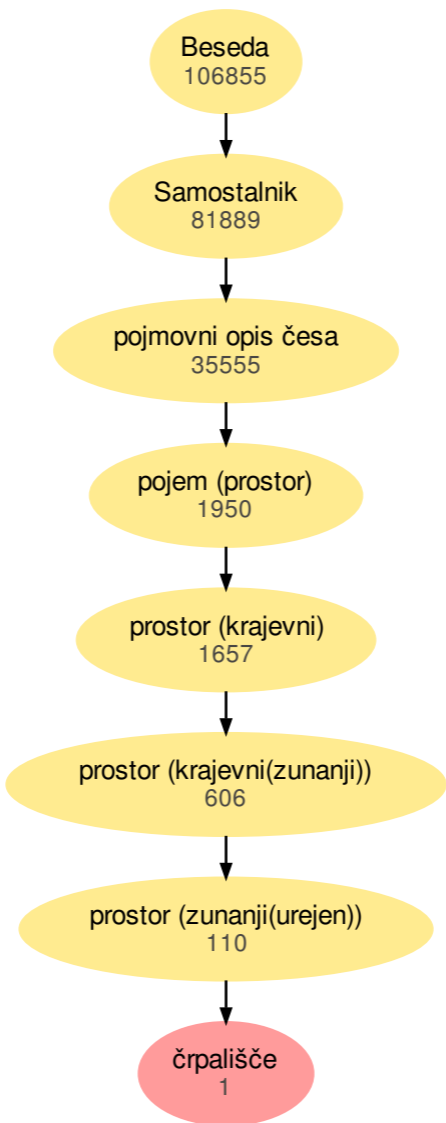 Beseda
106855
Samostalnik
81889
pojmovni opis česa
35555
pojem (prostor)
1950
prostor (krajevni)
1657
prostor (krajevni(zunanji))
606
prostor (zunanji(urejen))
110
črpališče
1